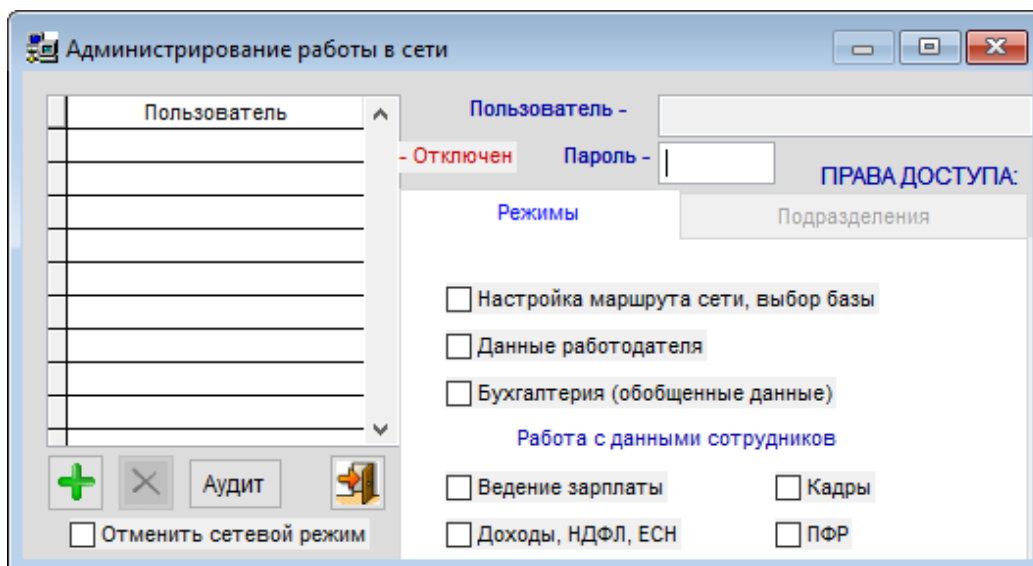 Администрирование работы в сети
Пользователь
Пользователь -
- Отключен Пароль -
ПРАВА ДОСТУПА:
Режимы Подразделения
Настройка маршрута сети, выбор базы
Данные работодателя
Бухгалтерия (обобщенные данные)
Работа с данными сотрудников
Ведение зарплаты Кадры
Доходы, НДФЛ, ЕСН ПФР
Аудит
Отменить сетевой режим